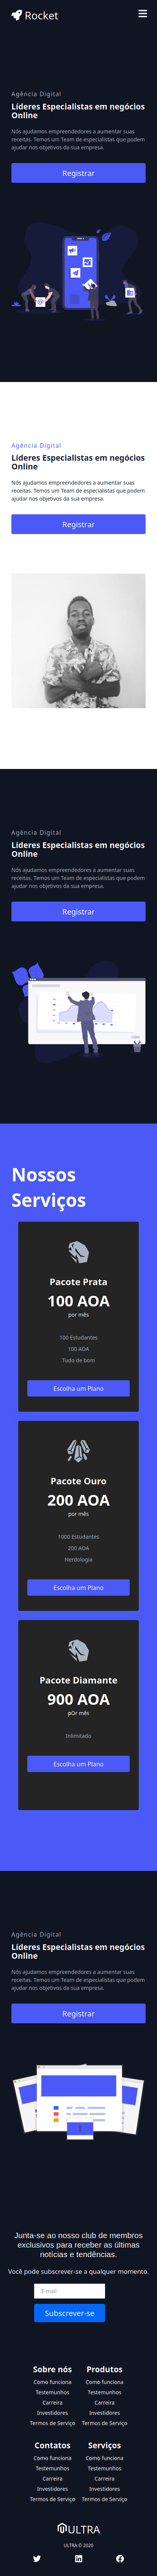 Rocket
Agência Digital
Líderes Especialistas em negócios
Online
Nós ajudamos empreendedores a aumentar suas
receitas. Temos um Team de especialistas que podem
ajudar nos objetivos da sua empresa.
Registrar
Agência Digital
Líderes Especialistas em negócios
Online
Nós ajudamos empreendedores a aumentar suas
receitas. Temos um Team de especialistas que podem
ajudar nos objetivos da sua empresa.
Registrar
Agência Digital
Líderes Especialistas em negócios
Online
Nós ajudamos empreendedores a aumentar suas
receitas. Temos um Team de especialistas que podem
ajudar nos objetivos da sua empresa.
Registrar
Nossos
Serviços
Pacote Prata
100 AOA
por mês
100 Estudantes
100 AOA
Tudo de bom
Escolha um Plano
Pacote Ouro
200 AOA
por mês
1000 Estudantes
200 AOA
Nerdologia
Escolha um Plano
Pacote Diamante
900 AOA
pOr mês
Inlimitado
Escolha um Plano
Agência Digital
Líderes Especialistas em negócios
Online
Nós ajudamos empreendedores a aumentar suas
receitas. Temos um Team de especialistas que podem
ajudar nos objetivos da sua empresa.
Registrar
Junta-se ao nosso club de membros
exclusivos para receber as últimas
notícias e tendências.
Você pode subscrever-se a qualquer momento.
E-mail
Subscrever-se
Sobre nós
Como funciona
Testemunhos
Carreira
Investidores
Termos de Serviço
Produtos
Como funciona
Testemunhos
Carreira
Investidores
Termos de Serviço
Contatos
Como funciona
Testemunhos
Carreira
Investidores
Termos de Serviço
Serviços
Como funciona
Testemunhos
Carreira
Investidores
Termos de Serviço
ULTRA
ULTRA © 2020